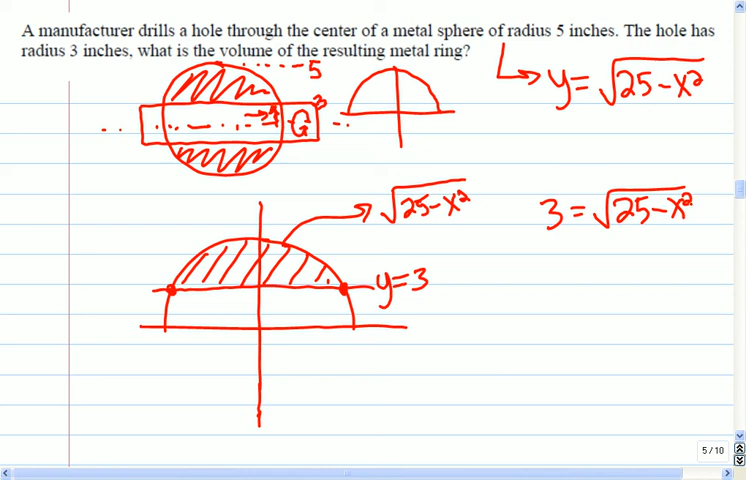 A manufacturer drills a hole through the center of a metal sphere of radius 5 inches. The hole has
radius 3 inches, what is the volume of the resulting metal ring?
5
3
y = √25-x²
√25-x²
3 = √25-x²
y=3
5 / 10